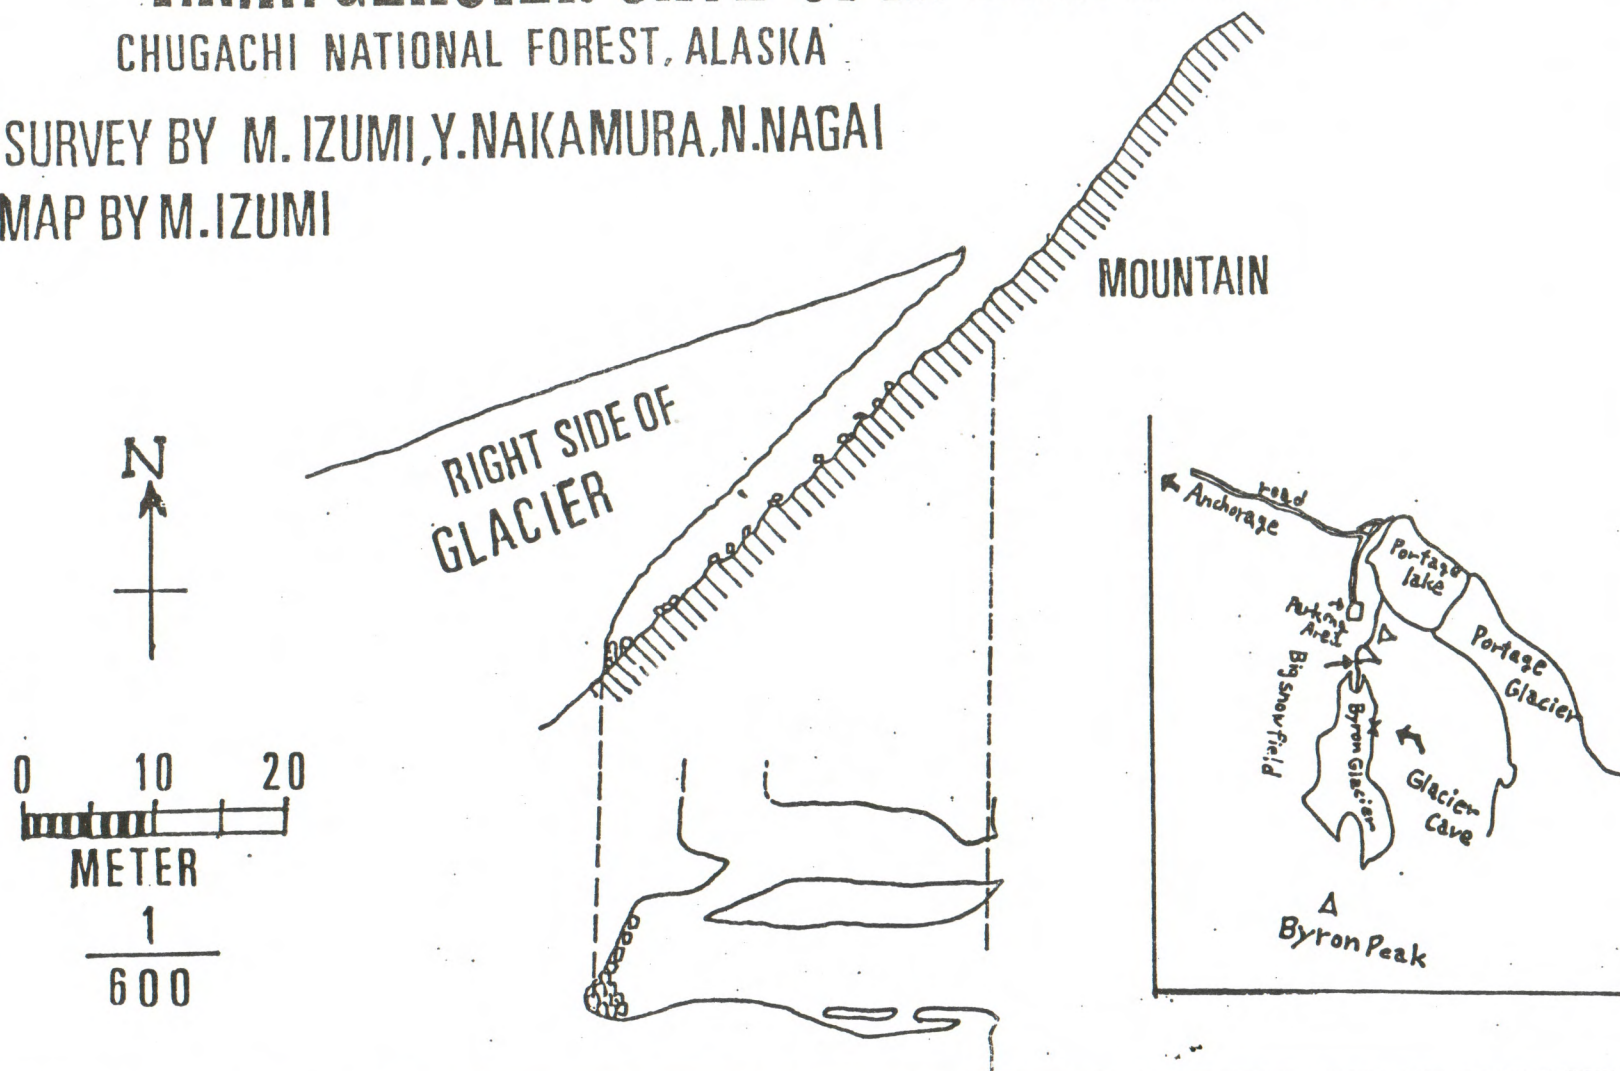 CHUGACHI NATIONAL FOREST, ALASKA
SURVEY BY M. IZUMI, Y.NAKAMURA, N.NAGAI
MAP BY M. IZUMI
MOUNTAIN
RIGHT SIDE OF
GLACIER
N
0 10 20
METER
1
600
road
Anchorage
Portage
lake
Parking
Area
Portage
Glacier
Big snowfield
Byron Glacier
Glacier
Cave
Byron Peak